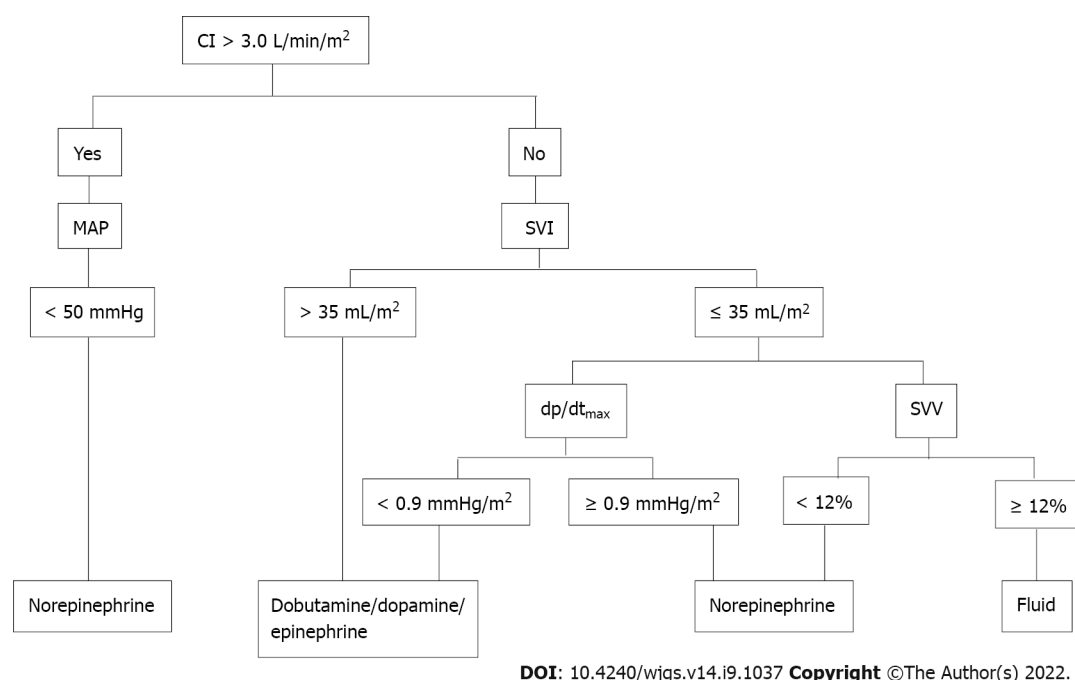 CI > 3.0 L/min/m²
Yes
No
MAP
SVI
< 50 mmHg
> 35 mL/m²
≤ 35 mL/m²
dp/dtₘₐₓ
SVV
< 0.9 mmHg/m²
≥ 0.9 mmHg/m²
< 12%
≥ 12%
Norepinephrine
Dobutamine/dopamine/
epinephrine
Norepinephrine
Fluid
DOI: 10.4240/wjgs.v14.i9.1037 Copyright ©The Author(s) 2022.